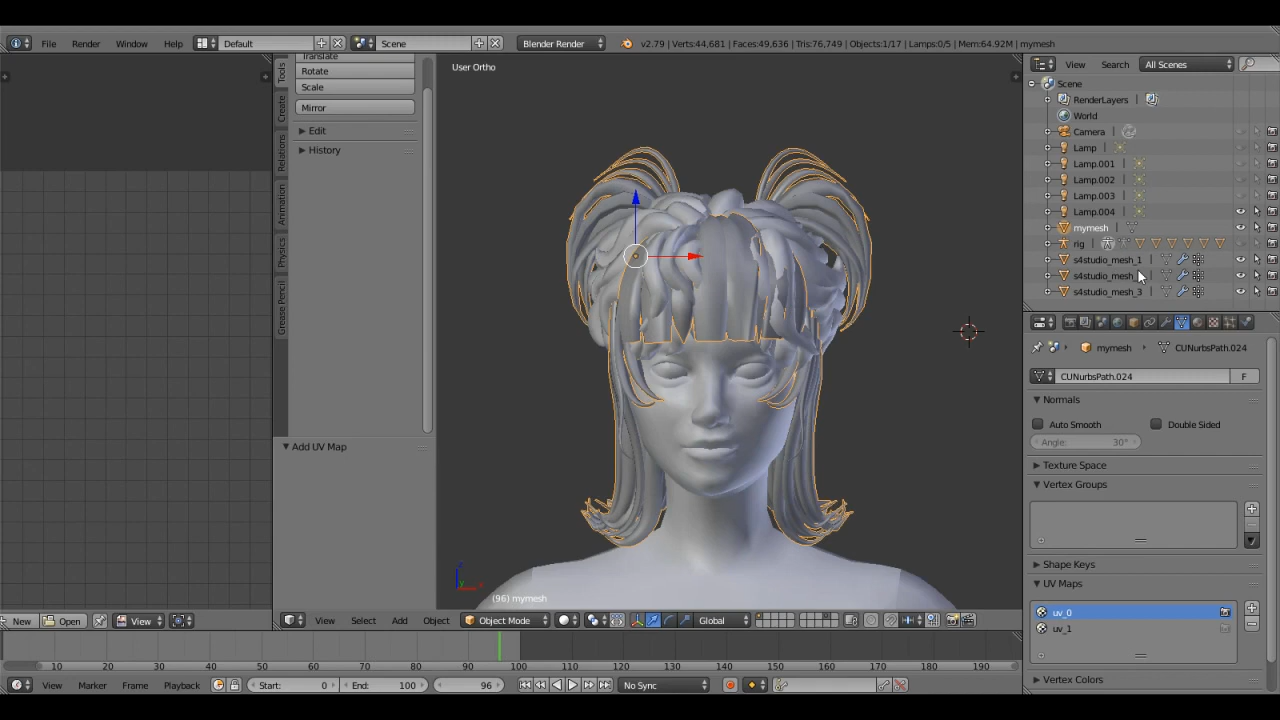 File Render Window Help Default Scene Blender Render v2.79 | Verts:44,681 | Faces:49,636 | Tris:76,749 | Objects:1/17 | Lamps:0/5 | Mem:64.92M | mymesh
Translate
Rotate
Scale
Mirror
Edit
History
Tools
Create
Relations
Animation
Physics
Grease Pencil
Add UV Map
User Ortho
(96) mymesh
View Search All Scenes
Scene
RenderLayers
World
Camera
Lamp
Lamp.001
Lamp.002
Lamp.003
Lamp.004
mymesh
rig
s4studio_mesh_1
s4studio_mesh_
s4studio_mesh_3
mymesh CUNurbsPath.024
CUNurbsPath.024 F
Normals
Auto Smooth Double Sided
Angle: 30°
Texture Space
Vertex Groups
Shape Keys
UV Maps
uv_0
uv_1
Vertex Colors
New Open View
View Select Add Object Object Mode Global
10 20 30 40 50 60 70 80 90 100 110 120 130 140 150 160 170 180 190
View Marker Frame Playback Start: 0 End: 100 96 No Sync